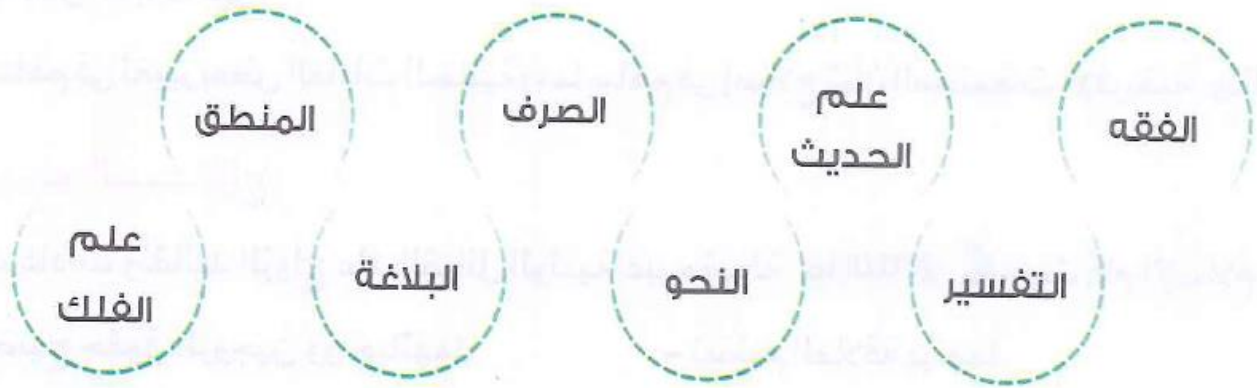 الفقه
علم
الحديث
الصرف
المنطق
التفسير
النحو
البلاغة
علم
الفلك